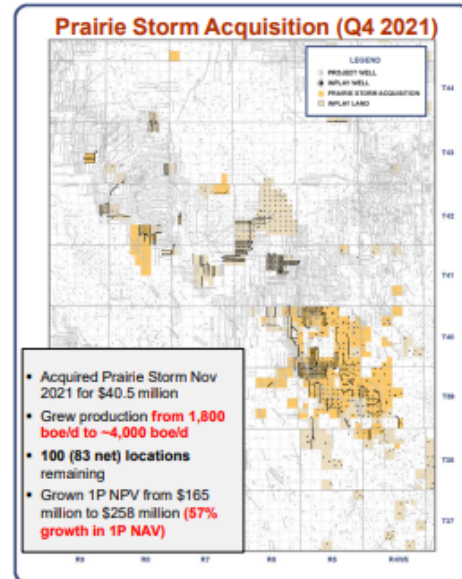 Prairie Storm Acquisition (Q4 2021)
LEGEND
PROJECT WELL
INPLAY WELL
PRAIRIE STORM ACQUISITION
INPLAY LAND
T44
T43
T42
T41
T40
T39
T38
T37
• Acquired Prairie Storm Nov
2021 for $40.5 million
• Grew production from 1,800
boe/d to ~4,000 boe/d
• 100 (83 net) locations
remaining
• Grown 1P NPV from $165
million to $258 million (57%
growth in 1P NAV)
R9
R8
R7
R6
R5
R4W5